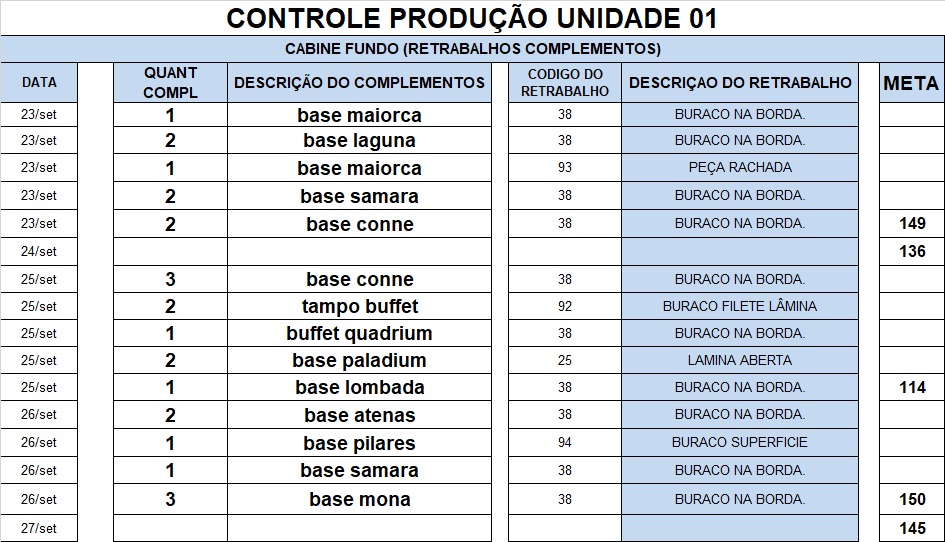 CONTROLE PRODUÇÃO UNIDADE 01
CABINE FUNDO (RETRABALHOS COMPLEMENTOS)
DATA QUANT COMPL DESCRIÇÃO DO COMPLEMENTOS CODIGO DO RETRABALHO DESCRIÇAO DO RETRABALHO META
23/set 1 base maiorca 38 BURACO NA BORDA.
23/set 2 base laguna 38 BURACO NA BORDA.
23/set 1 base maiorca 93 PEÇA RACHADA
23/set 2 base samara 38 BURACO NA BORDA.
23/set 2 base conne 38 BURACO NA BORDA. 149
24/set 136
25/set 3 base conne 38 BURACO NA BORDA.
25/set 2 tampo buffet 92 BURACO FILETE LÂMINA
25/set 1 buffet quadrium 38 BURACO NA BORDA.
25/set 2 base paladium 25 LAMINA ABERTA
25/set 1 base lombada 38 BURACO NA BORDA. 114
26/set 2 base atenas 38 BURACO NA BORDA.
26/set 1 base pilares 94 BURACO SUPERFICIE
26/set 1 base samara 38 BURACO NA BORDA.
26/set 3 base mona 38 BURACO NA BORDA. 150
27/set 145